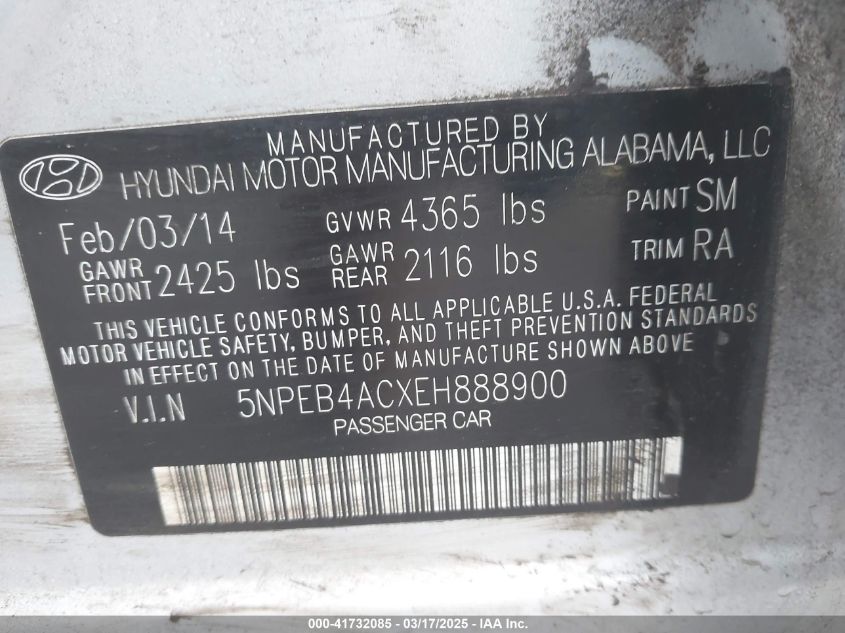 MANUFACTURED BY
HYUNDAI MOTOR MANUFACTURING ALABAMA, LLC
Feb/03/14 GVWR 4365 lbs PAINT SM
GAWR FRONT 2425 lbs GAWR REAR 2116 lbs TRIM RA
THIS VEHICLE CONFORMS TO ALL APPLICABLE U.S.A. FEDERAL
MOTOR VEHICLE SAFETY, BUMPER, AND THEFT PREVENTION STANDARDS
IN EFFECT ON THE DATE OF MANUFACTURE SHOWN ABOVE
V.I.N 5NPEB4ACXEH888900
PASSENGER CAR
000-41732085 - 03/17/2025 - IAA, Inc.